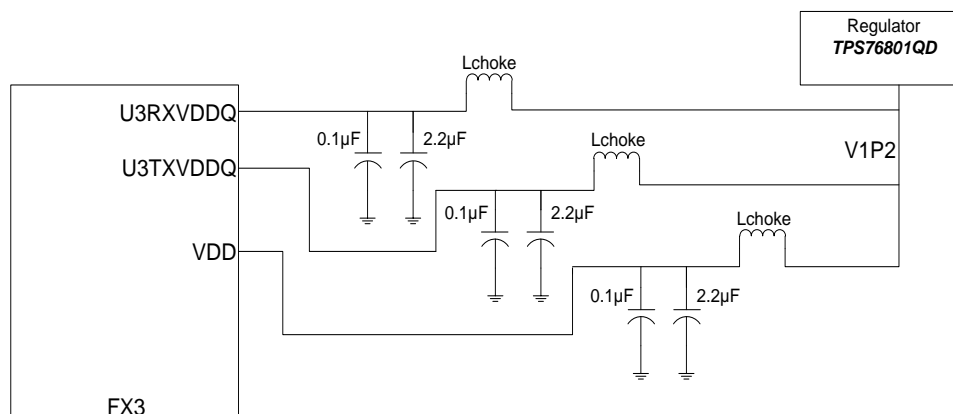 Regulator
TPS76801QD
Lchoke
U3RXVDDQ
0.1µF
2.2µF
Lchoke
V1P2
U3TXVDDQ
0.1µF
2.2µF
Lchoke
VDD
0.1µF
2.2µF
FX3